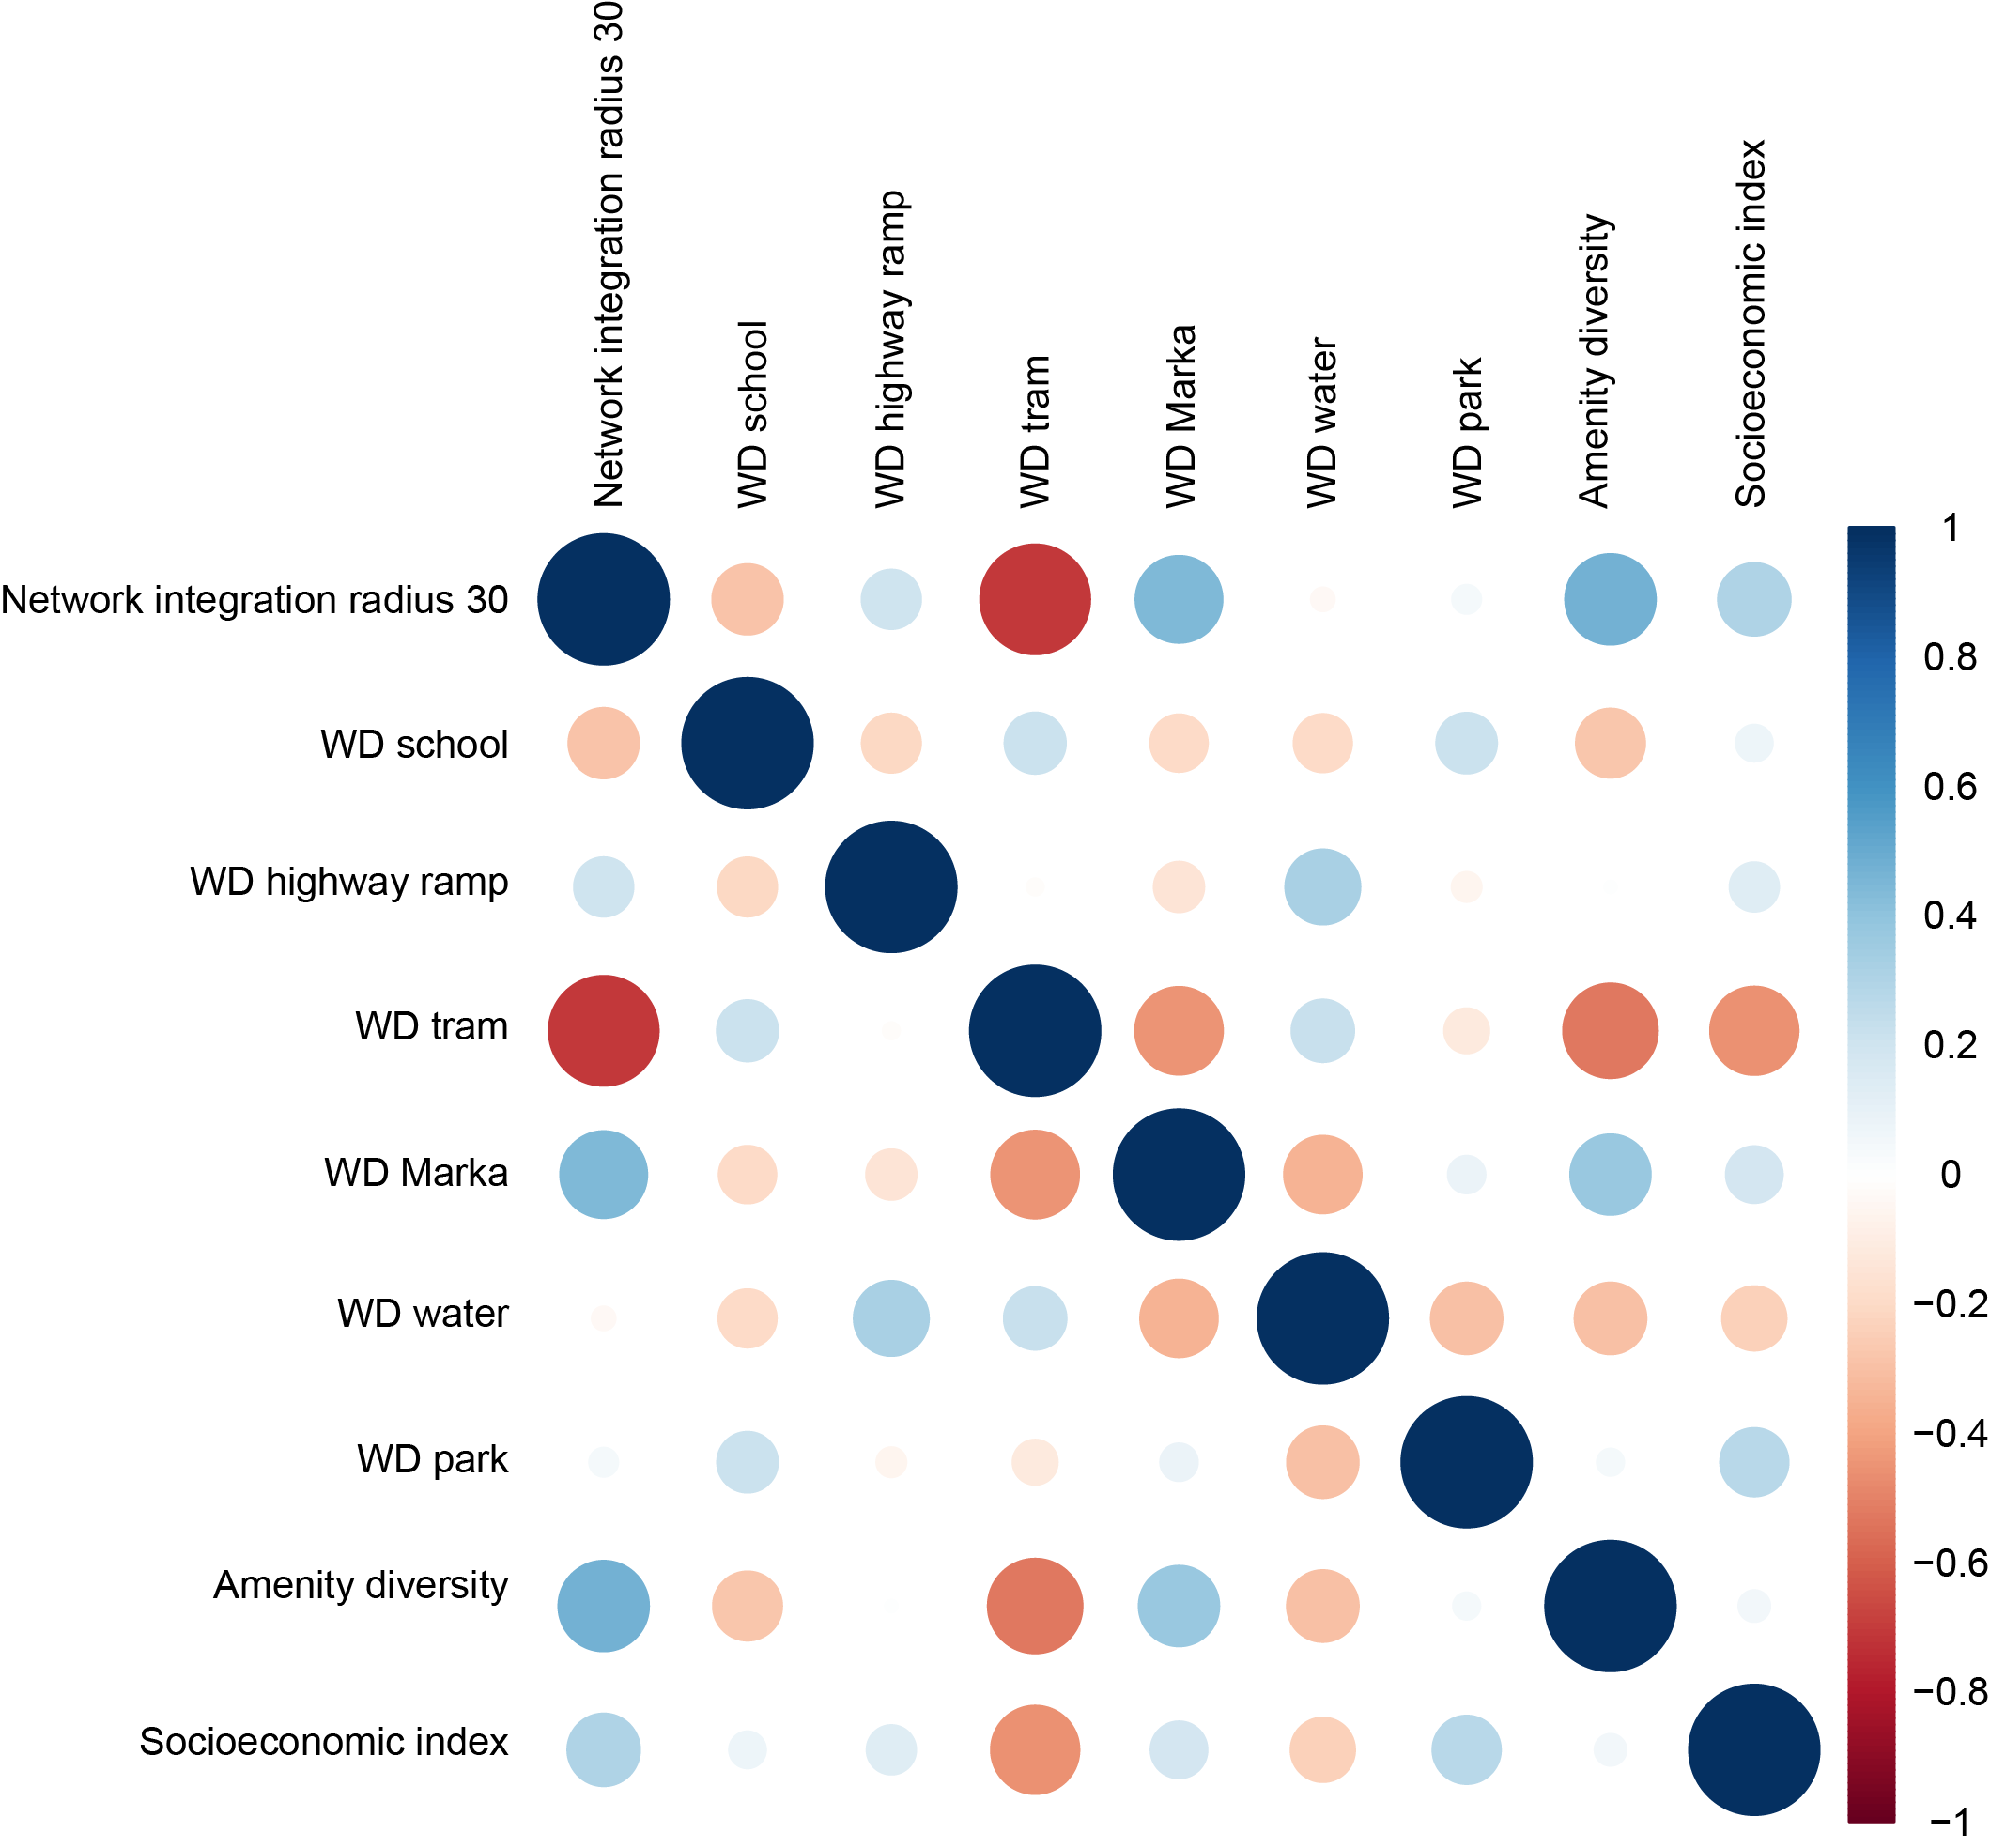 Network integration radius 30
WD school
WD highway ramp
WD tram
WD Marka
WD water
WD park
Amenity diversity
Socioeconomic index
Network integration radius 30
WD school
WD highway ramp
WD tram
WD Marka
WD water
WD park
Amenity diversity
Socioeconomic index
1
0.8
0.6
0.4
0.2
0
−0.2
−0.4
−0.6
−0.8
−1